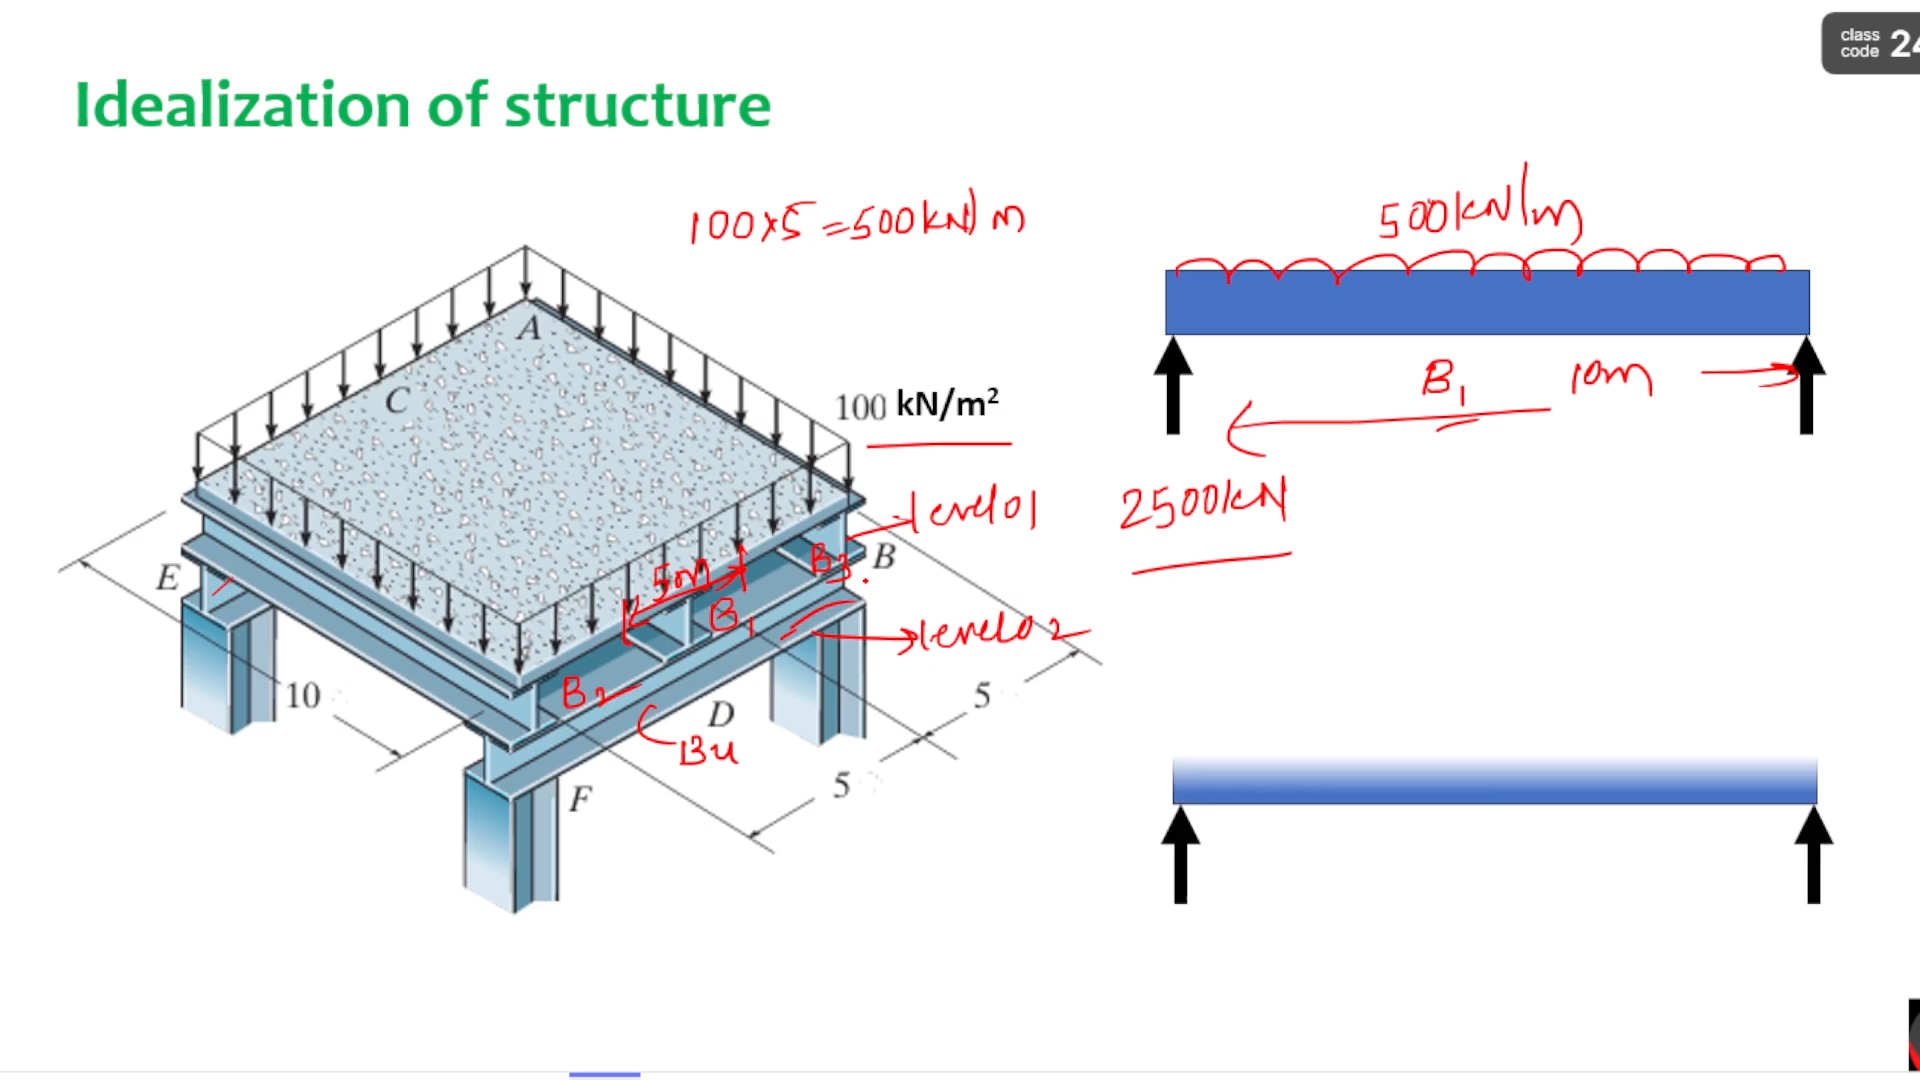 class
code 24
Idealization of structure
100×5 = 500kN/m
500kN/m
A
C
100 kN/m²
B₁ 10m
level 01
2500kN
B
B3.
E
5m
B₁
level 02
B₂
10
5
D
B4
5
F